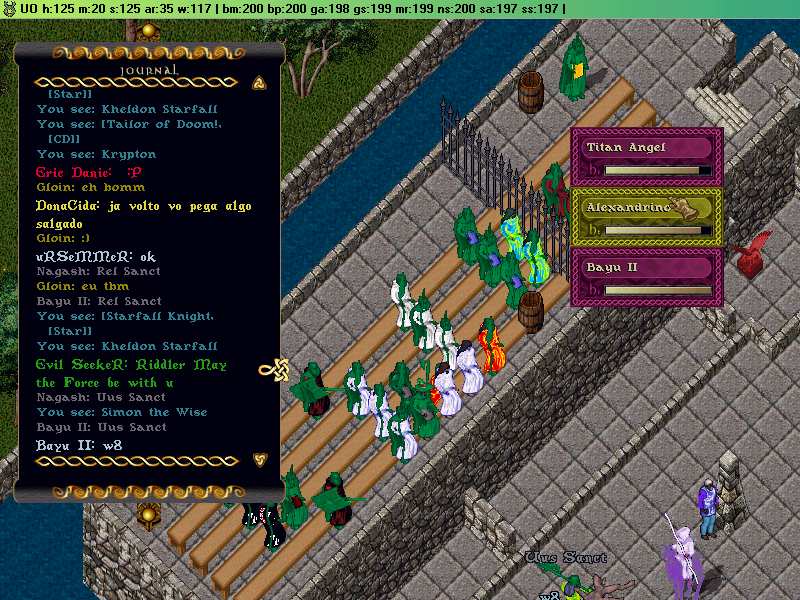 UO h:125 m:20 s:125 ar:35 w:117 | bm:200 bp:200 ga:198 gs:199 mr:199 ns:200 sa:197 ss:197 |
JOURNAL
[Star]]
You see: Kheldon Starfall
You see: [Tailor of Doom!,
[CD]]
You see: Krypton
Eric Danie: :P
Gloin: eh bomm
DonaCida: ja volto vo pega algo
salgado
Gloin: :)
uRSeMMeR: ok
Nagash: Rel Sanct
Gloin: eu tbm
Bayu II: Rel Sanct
You see: [Starfall Knight,
[Star]]
You see: Kheldon Starfall
Evil SeekeR: Riddler May
the Force be with u
Nagash: Uus Sanct
You see: Simon the Wise
Bayu II: Uus Sanct
Bayu II: w8
Titan Angel
Alexandrino
Bayu II
Uus Sanct
w8